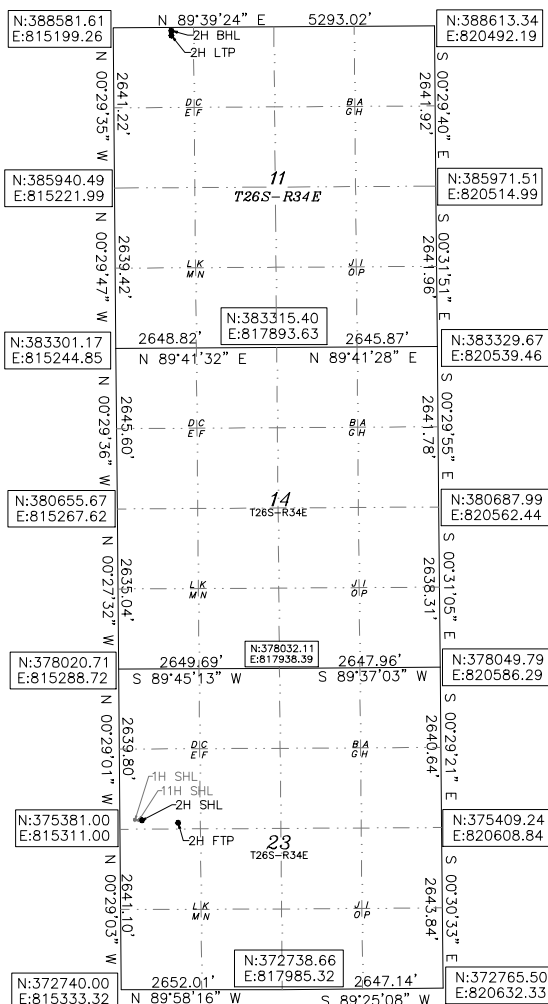 N:388581.61
E:815199.26
N 89°39'24" E 5293.02'
N:388613.34
E:820492.19
2H BHL
2H LTP
N 00°29'35" W
2641.22'
D C
E F
B A
G H
2641.92'
S 00°29'40" E
N:385940.49
E:815221.99
11
T26S-R34E
N:385971.51
E:820514.99
N 00°29'47" W
2639.42'
L K
M N
J I
O P
2641.96'
S 00°31'51" E
N:383315.40
E:817893.63
N:383301.17
E:815244.85
2648.82'
2645.87'
N 89°41'32" E
N 89°41'28" E
N:383329.67
E:820539.46
N 00°29'36" W
2645.60'
D C
E F
B A
G H
2641.78'
S 00°29'55" E
N:380655.67
E:815267.62
14
T26S-R34E
N:380687.99
E:820562.44
N 00°27'32" W
2635.04'
L K
M N
J I
O P
2638.31'
S 00°31'05" E
N:378032.11
E:817938.39
N:378020.71
E:815288.72
2649.69'
2647.96'
S 89°45'13" W
S 89°37'03" W
N:378049.79
E:820586.29
N 00°29'01" W
2639.80'
D C
E F
B A
G H
2640.64'
S 00°29'21" E
1H SHL
11H SHL
2H SHL
N:375381.00
E:815311.00
2H FTP
23
T26S-R34E
N:375409.24
E:820608.84
N 00°29'03" W
2641.10'
L K
M N
J I
O P
2643.84'
S 00°30'33" E
N:372738.66
E:817985.32
N:372740.00
E:815333.32
2652.01'
2647.14'
N 89°58'16" W
S 89°25'08" W
N:372765.50
E:820632.33